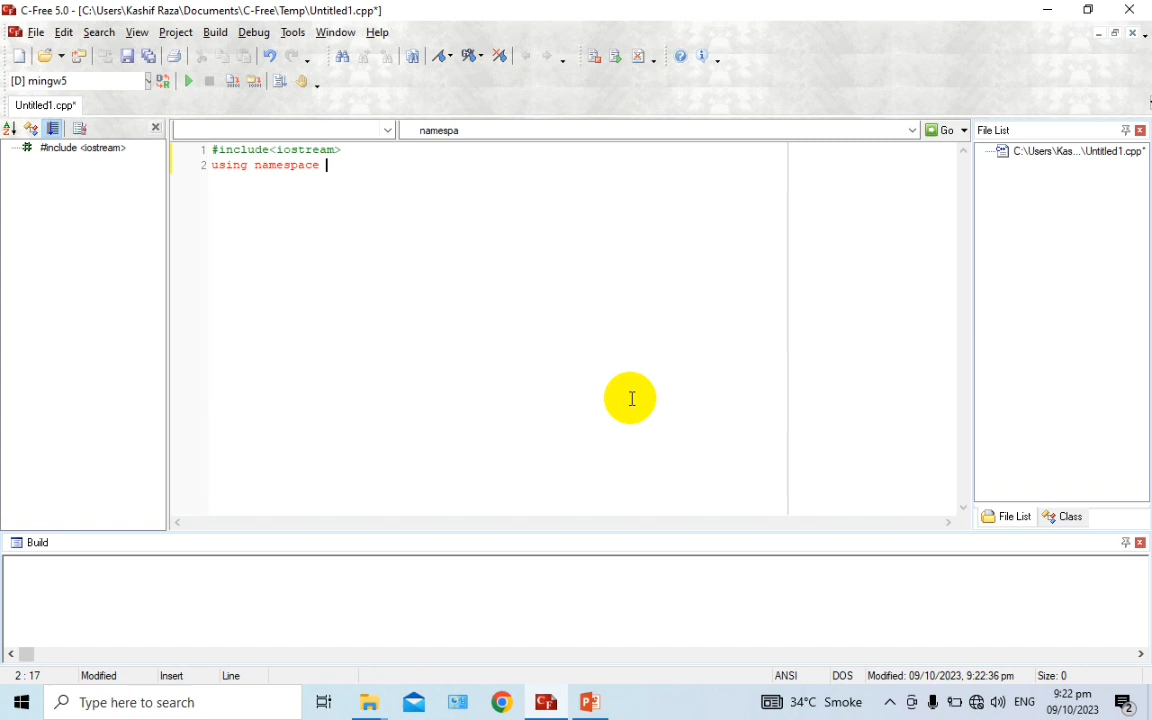 C-Free 5.0 - [C:\Users\Kashif Raza\Documents\C-Free\Temp\Untitled1.cpp*]
File Edit Search View Project Build Debug Tools Window Help
[D] mingw5
Untitled1.cpp*
namespa
Go
File List
#include <iostream>
1 #include<iostream>
2 using namespace
C:\Users\Kas...\Untitled1.cpp*
File List
Class
Build
2 : 17 Modified Insert Line ANSI DOS Modified: 09/10/2023, 9:22:36 pm Size: 0
Type here to search
34°C Smoke
ENG
9:22 pm
09/10/2023
2